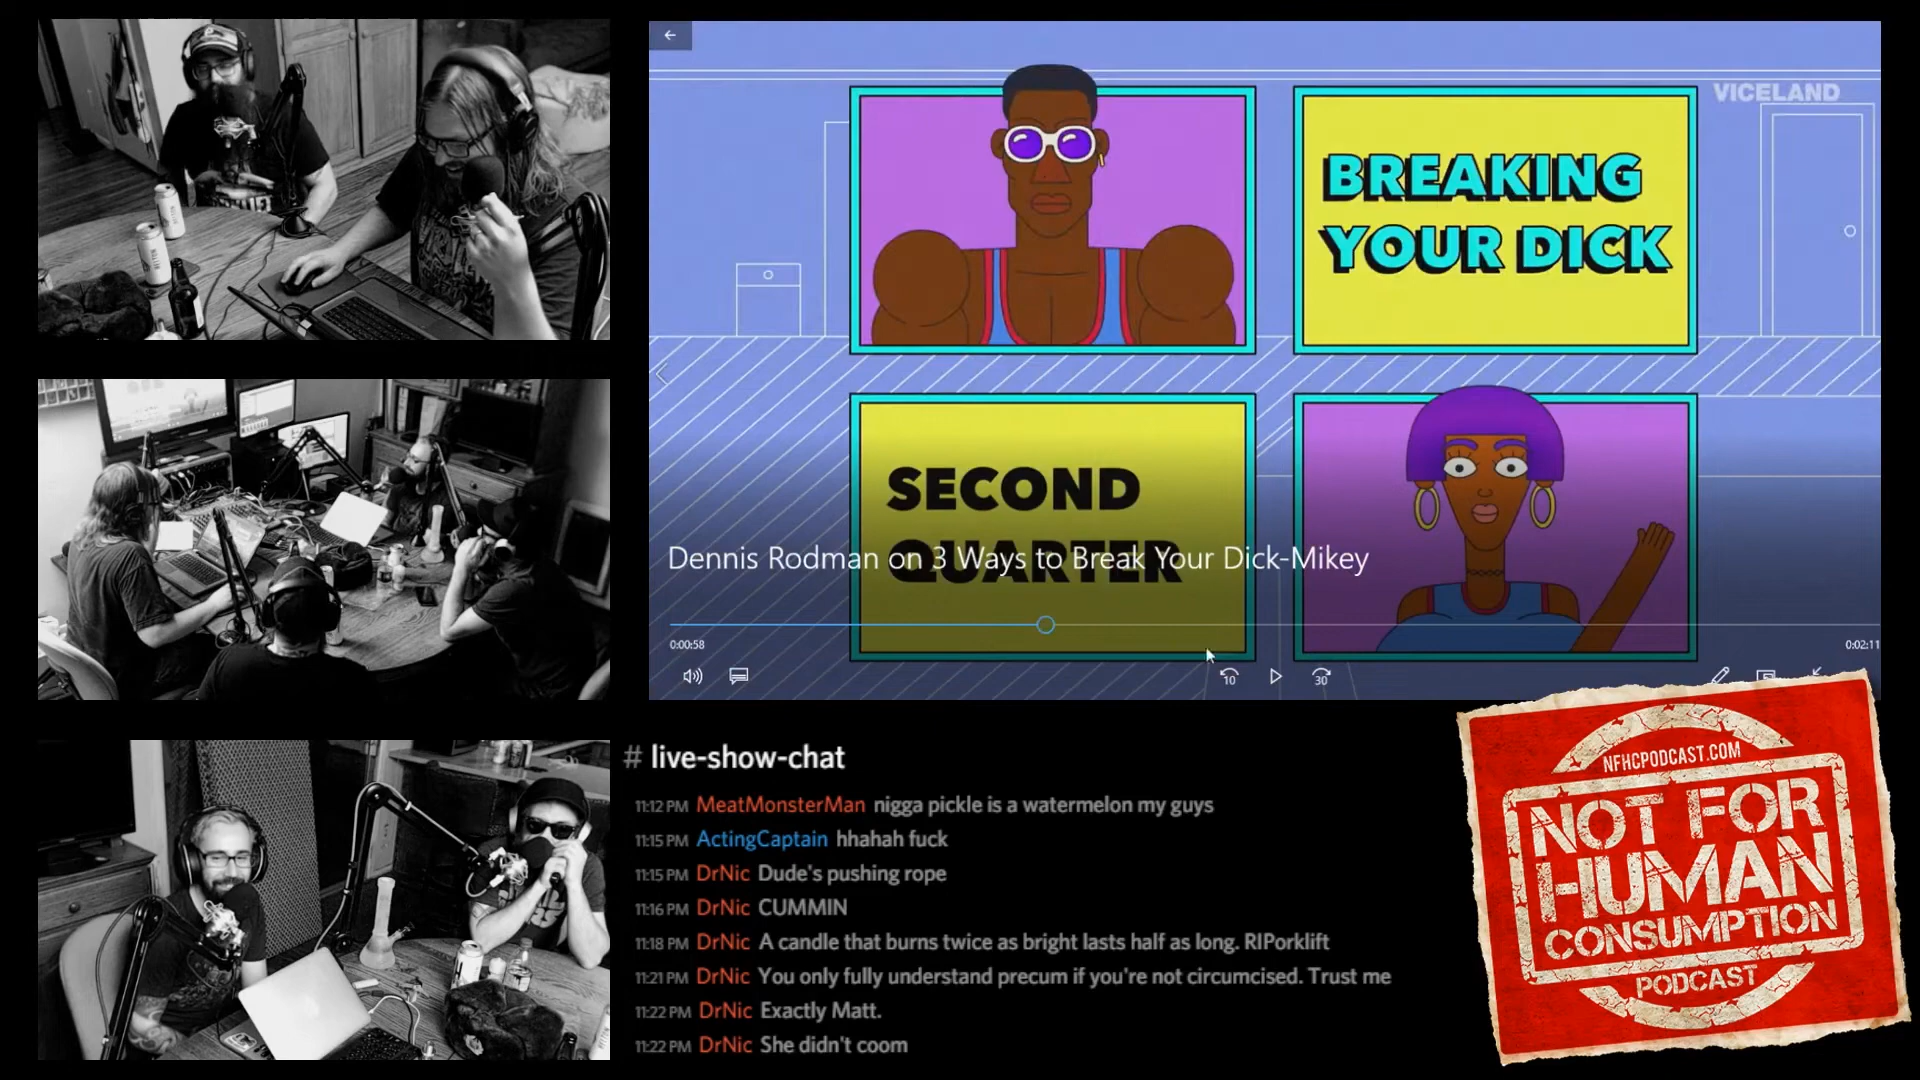 VICELAND
BREAKING
YOUR DICK
SECOND
QUARTER
Dennis Rodman on 3 Ways to Break Your Dick-Mikey
0:00:58
0:02:11
10
30
# live-show-chat
11:12 PM MeatMonsterMan nigga pickle is a watermelon my guys
11:15 PM ActingCaptain hhahah fuck
11:15 PM DrNic Dude's pushing rope
11:16 PM DrNic CUMMIN
11:18 PM DrNic A candle that burns twice as bright lasts half as long. RIPorklift
11:21 PM DrNic You only fully understand precum if you're not circumcised. Trust me
11:22 PM DrNic Exactly Matt.
11:22 PM DrNic She didn't coom
NFHCPODCAST.COM
NOT FOR
HUMAN
CONSUMPTION
PODCAST